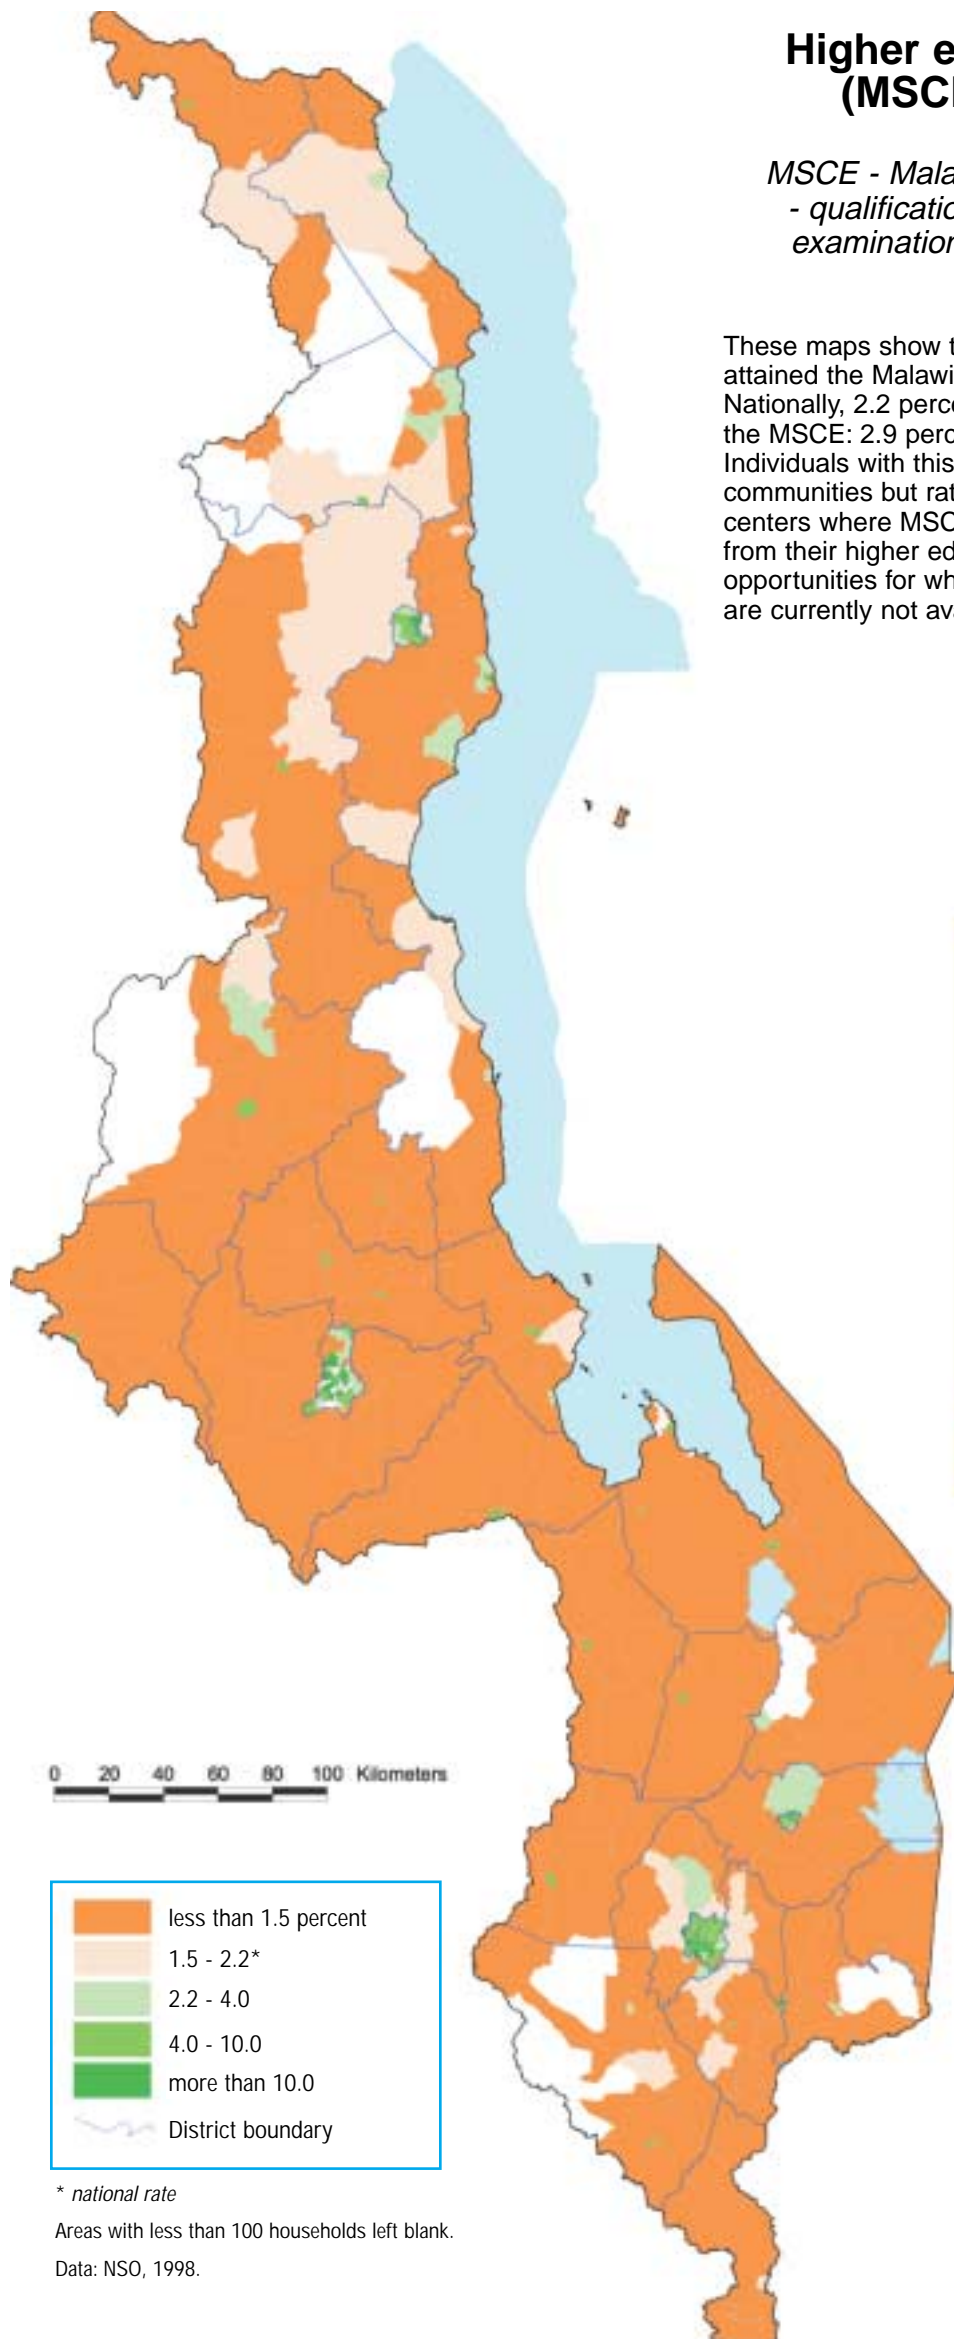 Higher e
(MSC
MSCE - Mala
- qualificatio
examination
These maps show t
attained the Malawi
Nationally, 2.2 perc
the MSCE: 2.9 perc
Individuals with this
communities but rat
centers where MSC
from their higher ed
opportunities for wh
are currently not ava
0 20 40 60 80 100 Kilometers
less than 1.5 percent
1.5 - 2.2*
2.2 - 4.0
4.0 - 10.0
more than 10.0
District boundary
* national rate
Areas with less than 100 households left blank.
Data: NSO, 1998.